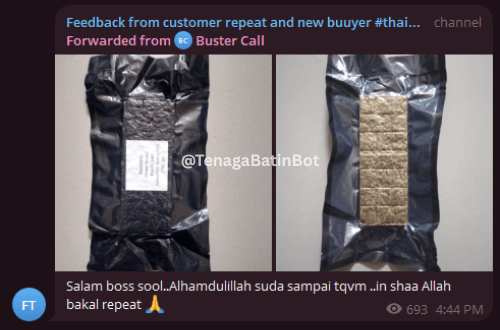 Feedback from customer repeat and new buuyer #thai...
channel
Forwarded from BC Buster Call
@TenagaBatinBot
Salam boss sool..Alhamdulillah suda sampai tqvm ..in shaa Allah
bakal repeat 🙏
FT
693 4:44 PM